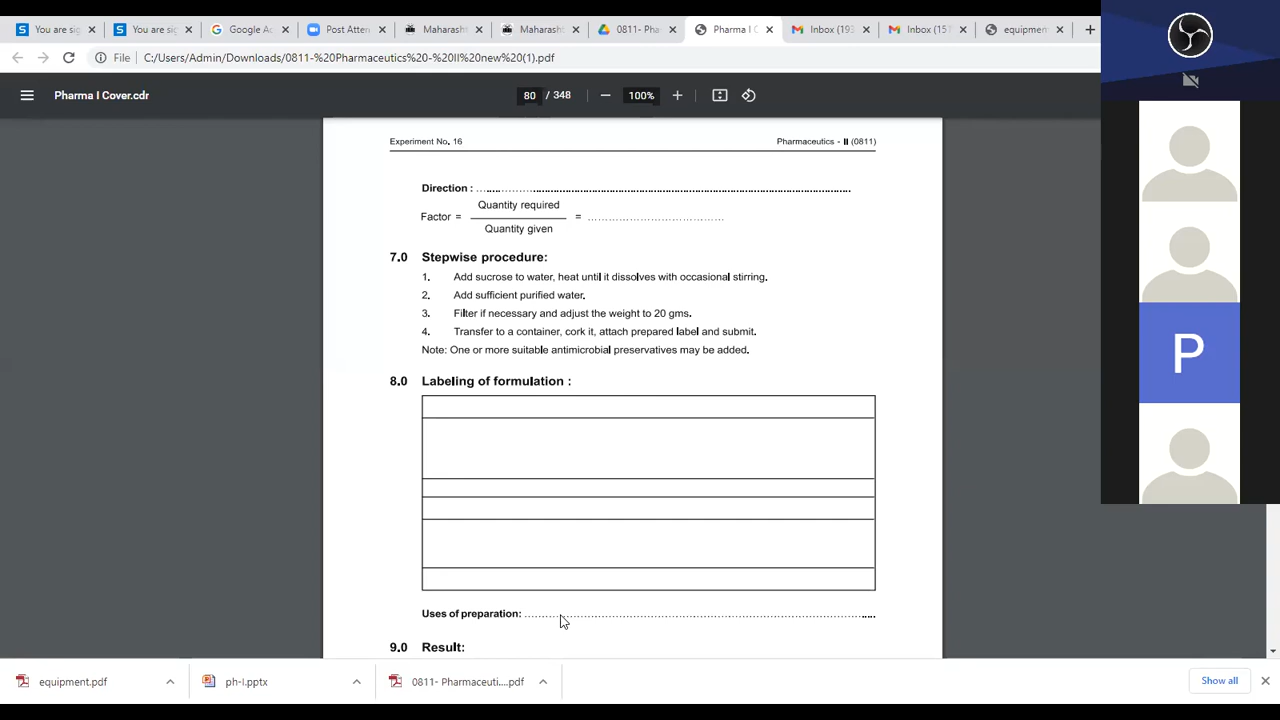 You are sig
You are sig
Google Ac
Post Atten
Maharasht
Maharasht
0811- Pha
Pharma I C
Inbox (193
Inbox (157
equipment
File C:/Users/Admin/Downloads/0811-%20Pharmaceutics%20-%20II%20new%20(1).pdf
Pharma I Cover.cdr
80 / 348
100%
Experiment No. 16
Pharmaceutics - II (0811)
Direction :
Factor = Quantity required =
Quantity given
7.0 Stepwise procedure:
1. Add sucrose to water, heat until it dissolves with occasional stirring.
2. Add sufficient purified water.
3. Filter if necessary and adjust the weight to 20 gms.
4. Transfer to a container, cork it, attach prepared label and submit.
Note: One or more suitable antimicrobial preservatives may be added.
8.0 Labeling of formulation :
Uses of preparation:
9.0 Result:
P
equipment.pdf
ph-I.pptx
0811- Pharmaceuti....pdf
Show all